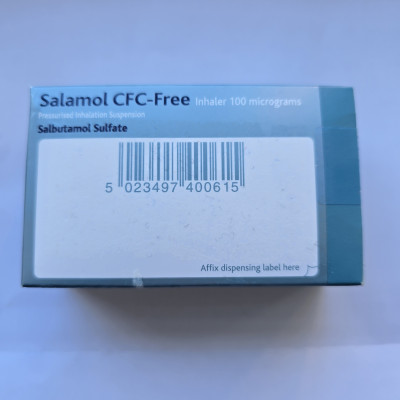 Salamol CFC-Free Inhaler 100 micrograms
Pressurised Inhalation Suspension
Salbutamol Sulfate
5 023497 400615
Affix dispensing label here